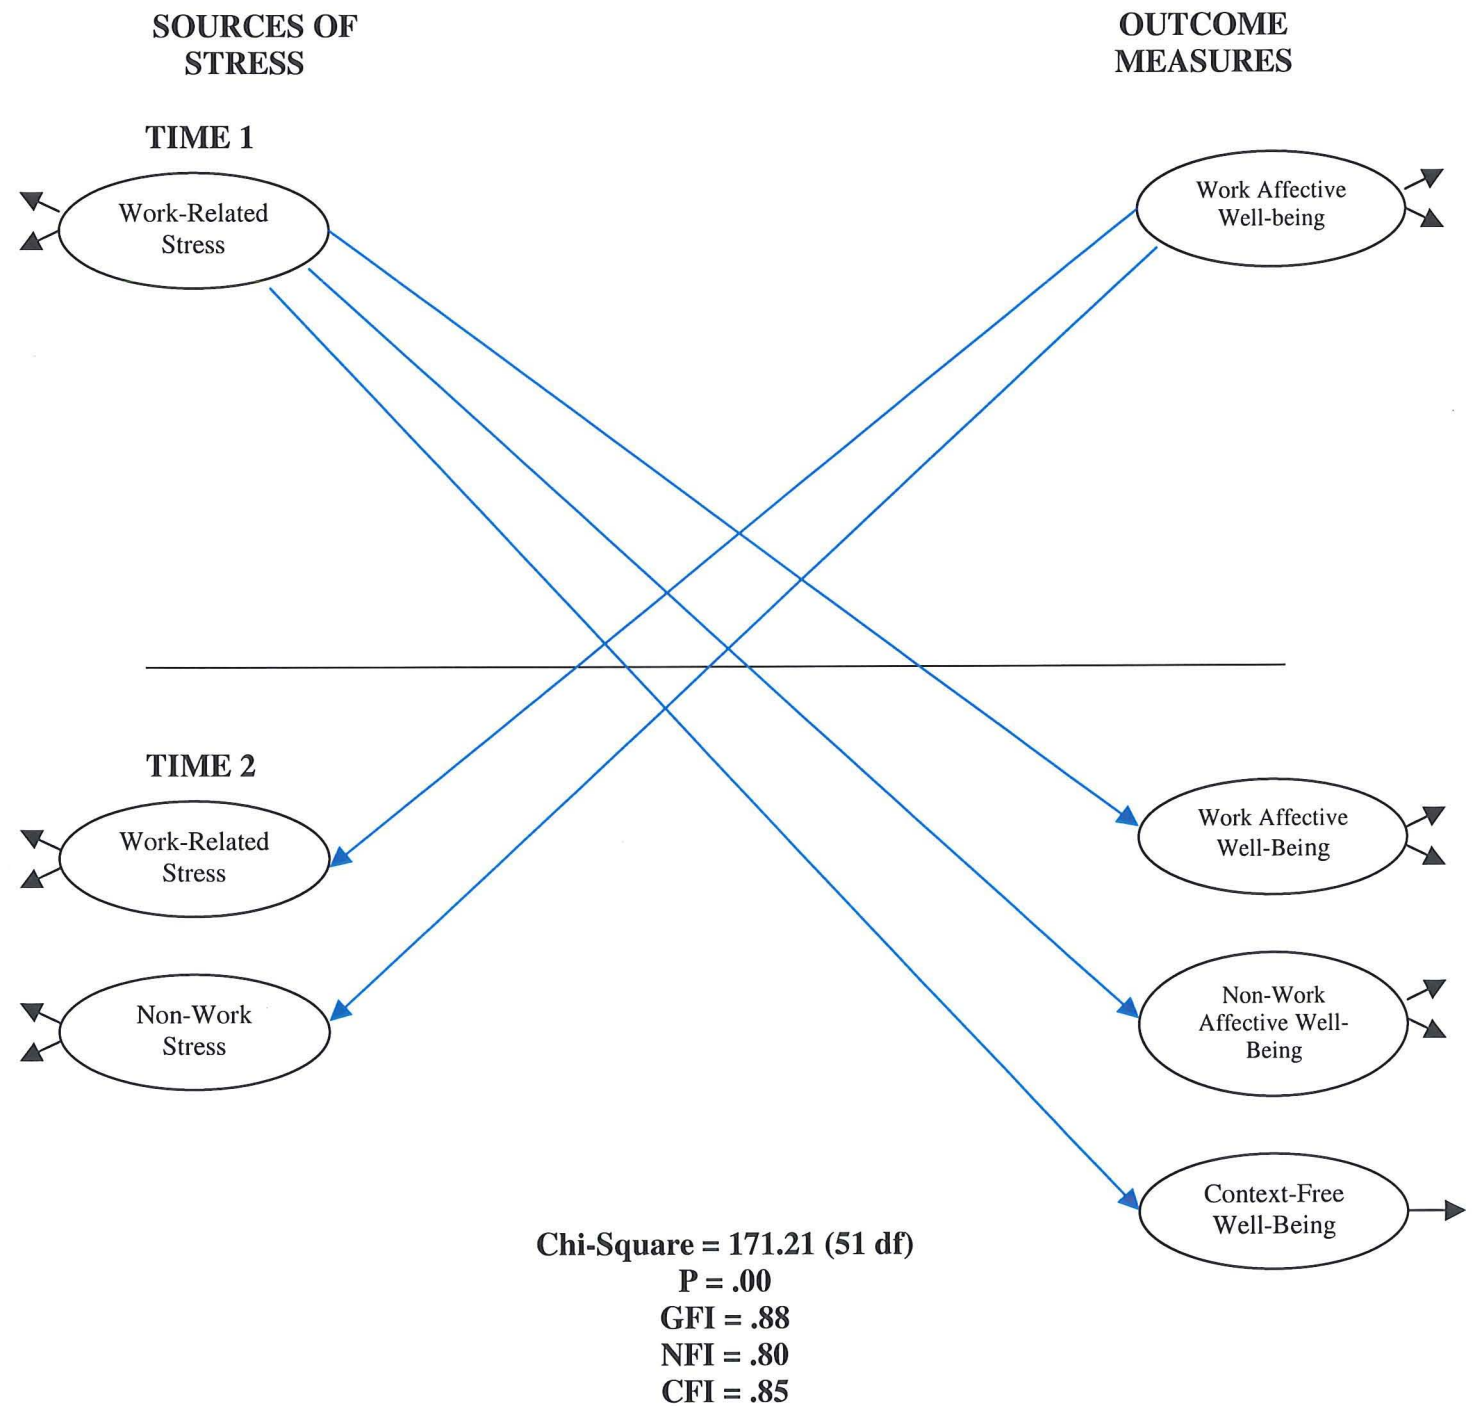 SOURCES OF
STRESS
OUTCOME
MEASURES
TIME 1
Work-Related
Stress
Work Affective
Well-being
TIME 2
Work-Related
Stress
Work Affective
Well-Being
Non-Work
Stress
Non-Work
Affective Well-
Being
Context-Free
Well-Being
Chi-Square = 171.21 (51 df)
P = .00
GFI = .88
NFI = .80
CFI = .85